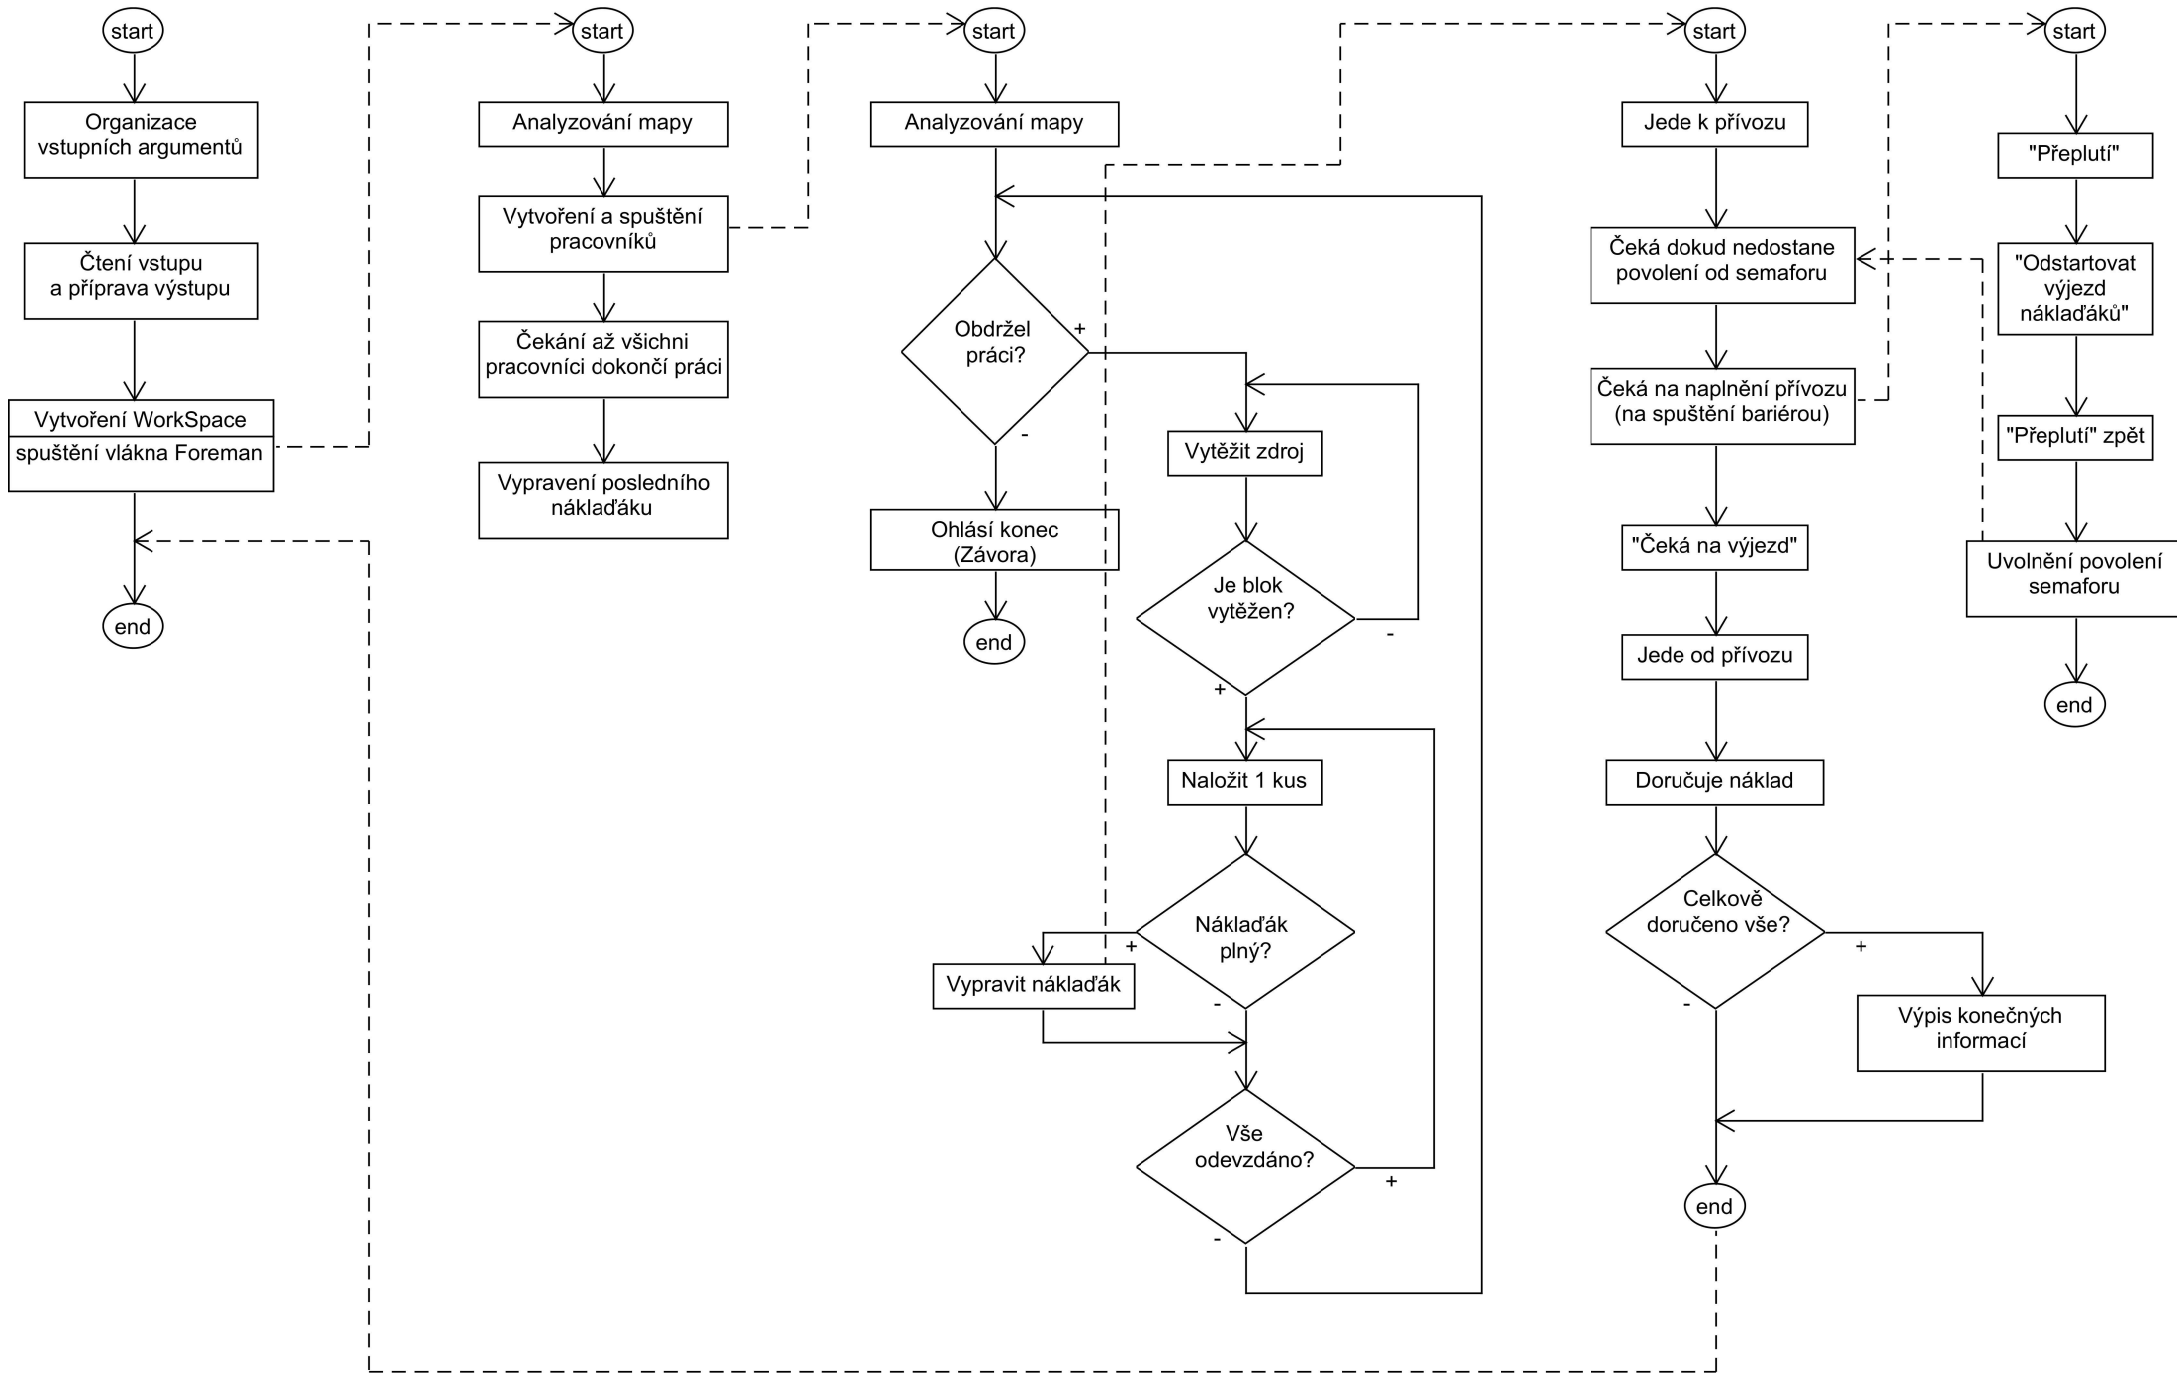 start
Organizace
vstupních argumentů
Čtení vstupu
a příprava výstupu
Vytvoření WorkSpace
spuštění vlákna Foreman
end
start
Analyzování mapy
Vytvoření a spuštění
pracovníků
Čekání až všichni
pracovníci dokončí práci
Vypravení posledního
náklaďáku
start
Analyzování mapy
Obdržel
práci?
+
-
Ohlásí konec
(Závora)
end
Vytěžit zdroj
Je blok
vytěžen?
-
+
Naložit 1 kus
Náklaďák
plný?
+
-
Vypravit náklaďák
Vše
odevzdáno?
+
-
start
Jede k přívozu
Čeká dokud nedostane
povolení od semaforu
Čeká na naplnění přívozu
(na spuštění bariérou)
"Čeká na výjezd"
Jede od přívozu
Doručuje náklad
Celkově
doručeno vše?
+
-
Výpis konečných
informací
end
start
"Přeplutí"
"Odstartovat
výjezd
náklaďáků"
"Přeplutí" zpět
Uvolnění povolení
semaforu
end